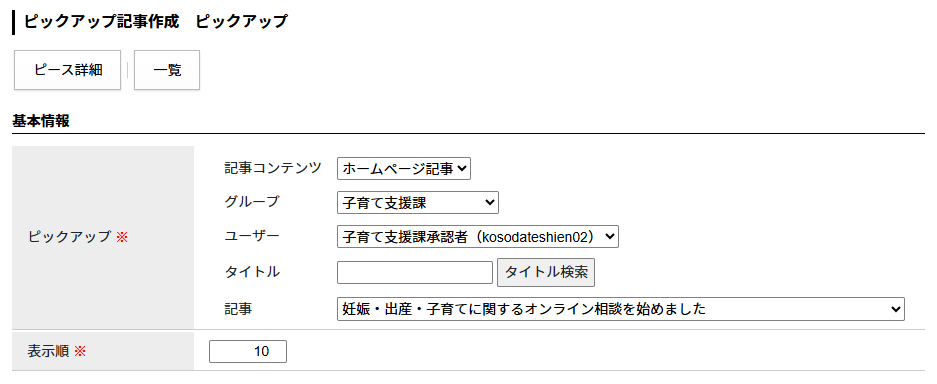 ピックアップ記事作成　ピックアップ
ピース詳細 一覧
基本情報
ピックアップ ※
記事コンテンツ ホームページ記事
グループ 子育て支援課
ユーザー 子育て支援課承認者（kosodateshien02）
タイトル タイトル検索
記事 妊娠・出産・子育てに関するオンライン相談を始めました
表示順 ※ 10